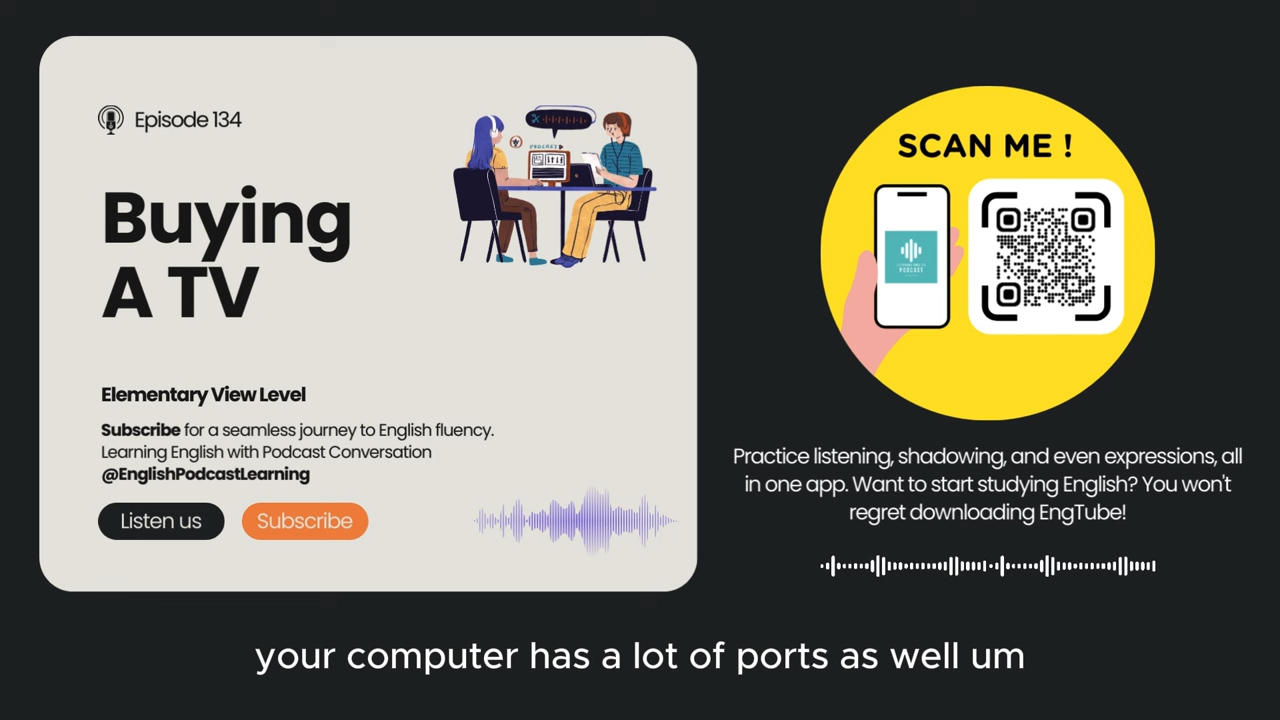 Episode 134
Buying
A TV
Elementary View Level
Subscribe for a seamless journey to English fluency.
Learning English with Podcast Conversation
@EnglishPodcastLearning
Listen us
Subscribe
PODCAST
SCAN ME !
PODCAST
Practice listening, shadowing, and even expressions, all
in one app. Want to start studying English? You won't
regret downloading EngTube!
your computer has a lot of ports as well um